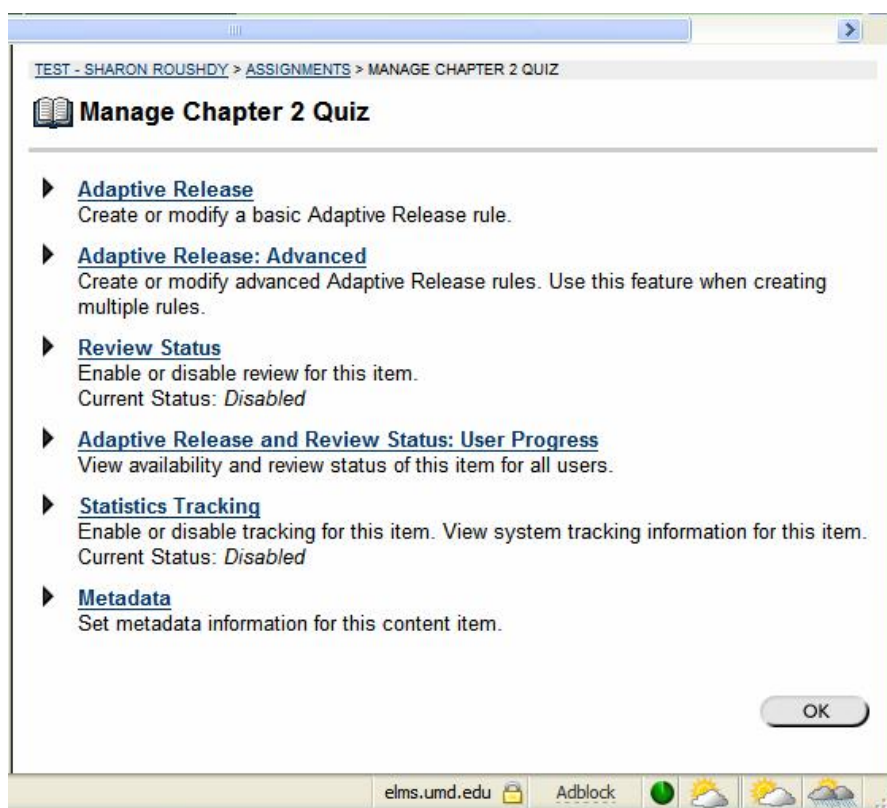 TEST - SHARON ROUSHDY > ASSIGNMENTS > MANAGE CHAPTER 2 QUIZ
Manage Chapter 2 Quiz
Adaptive Release
Create or modify a basic Adaptive Release rule.
Adaptive Release: Advanced
Create or modify advanced Adaptive Release rules. Use this feature when creating
multiple rules.
Review Status
Enable or disable review for this item.
Current Status: Disabled
Adaptive Release and Review Status: User Progress
View availability and review status of this item for all users.
Statistics Tracking
Enable or disable tracking for this item. View system tracking information for this item.
Current Status: Disabled
Metadata
Set metadata information for this content item.
OK
elms.umd.edu Adblock